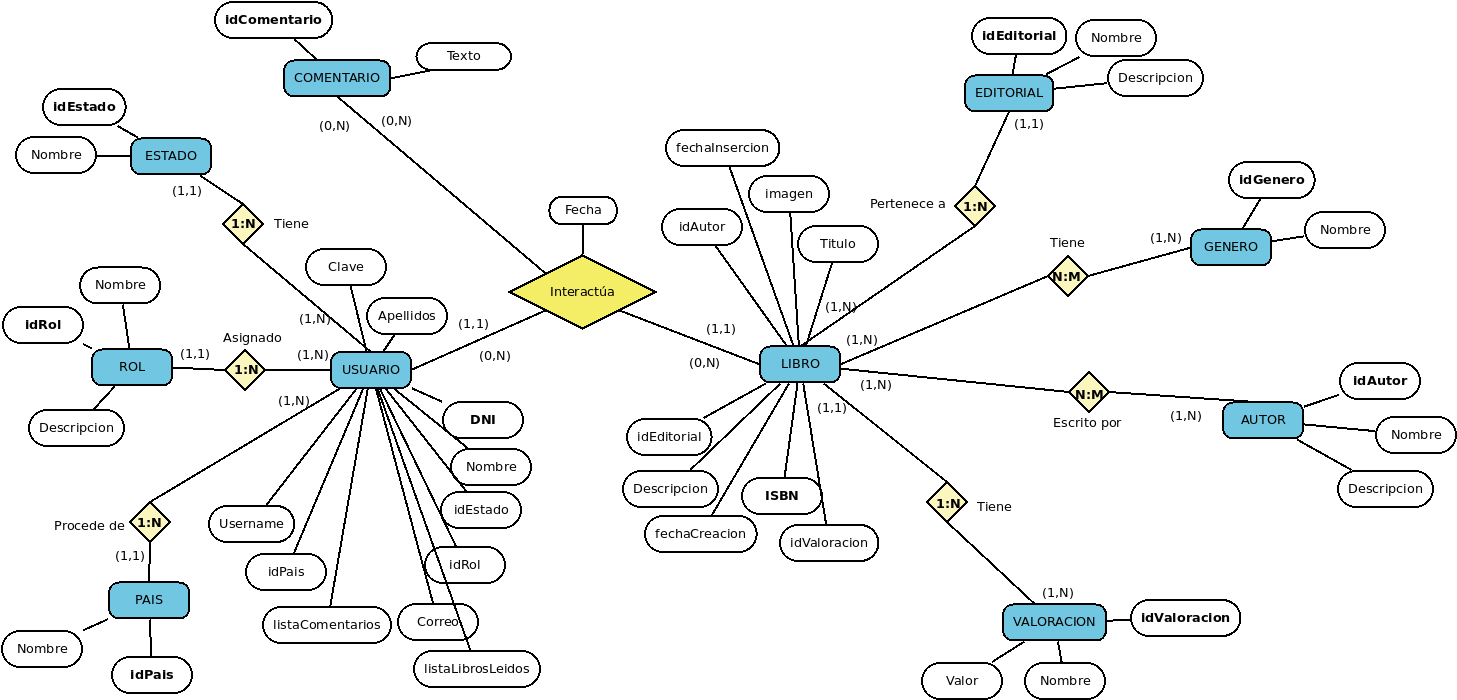 idComentario
Texto
COMENTARIO
(0,N)
(0,N)
idEstado
Nombre
ESTADO
(1,1)
1:N
Tiene
Nombre
idRol
ROL
Descripcion
(1,1)
Asignado
1:N
(1,N)
(1,N)
(1,N)
Clave
Apellidos
USUARIO
(1,1)
(0,N)
Fecha
Interactúa
(1,1)
(0,N)
DNI
Nombre
idEstado
idRol
Correo
listaLibrosLeidos
Username
idPais
listaComentarios
Procede de
1:N
(1,1)
PAIS
Nombre
idPais
fechaInsercion
imagen
idAutor
Titulo
LIBRO
idEditorial
Descripcion
ISBN
fechaCreacion
idValoracion
idEditorial
Nombre
Descripcion
EDITORIAL
(1,1)
Pertenece a
1:N
(1,N)
idGenero
Nombre
GENERO
(1,N)
Tiene
N:M
(1,N)
(1,N)
N:M
Escrito por
(1,N)
idAutor
AUTOR
Nombre
Descripcion
(1,1)
1:N
Tiene
(1,N)
VALORACION
idValoracion
Valor
Nombre